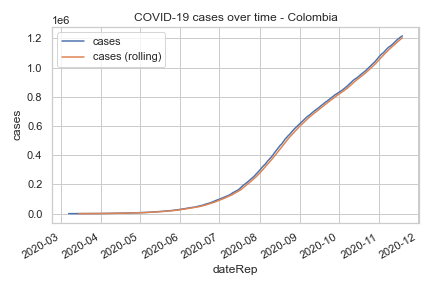 COVID-19 cases over time - Colombia
1e6
cases
cases (rolling)
1.2
1.0
0.8
0.6
0.4
0.2
0.0
cases
2020-03
2020-04
2020-05
2020-06
2020-07
2020-08
2020-09
2020-10
2020-11
2020-12
dateRep